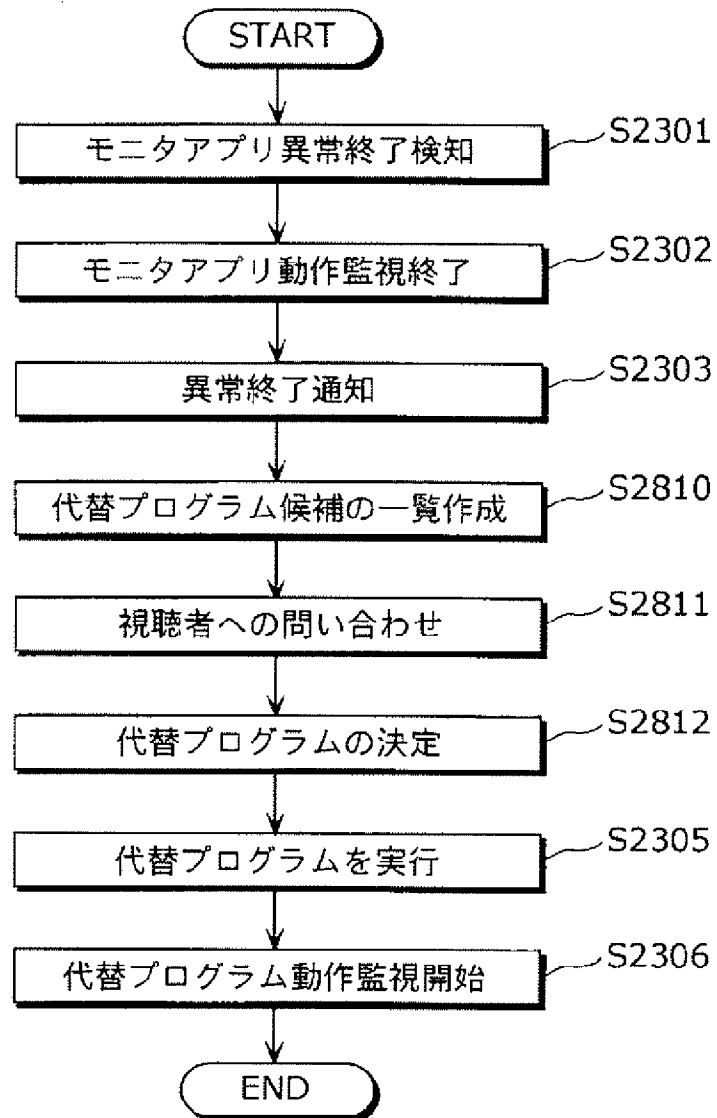 START
モニタアプリ異常終了検知
S2301
モニタアプリ動作監視終了
S2302
異常終了通知
S2303
代替プログラム候補の一覧作成
S2810
視聴者への問い合わせ
S2811
代替プログラムの決定
S2812
代替プログラムを実行
S2305
代替プログラム動作監視開始
S2306
END